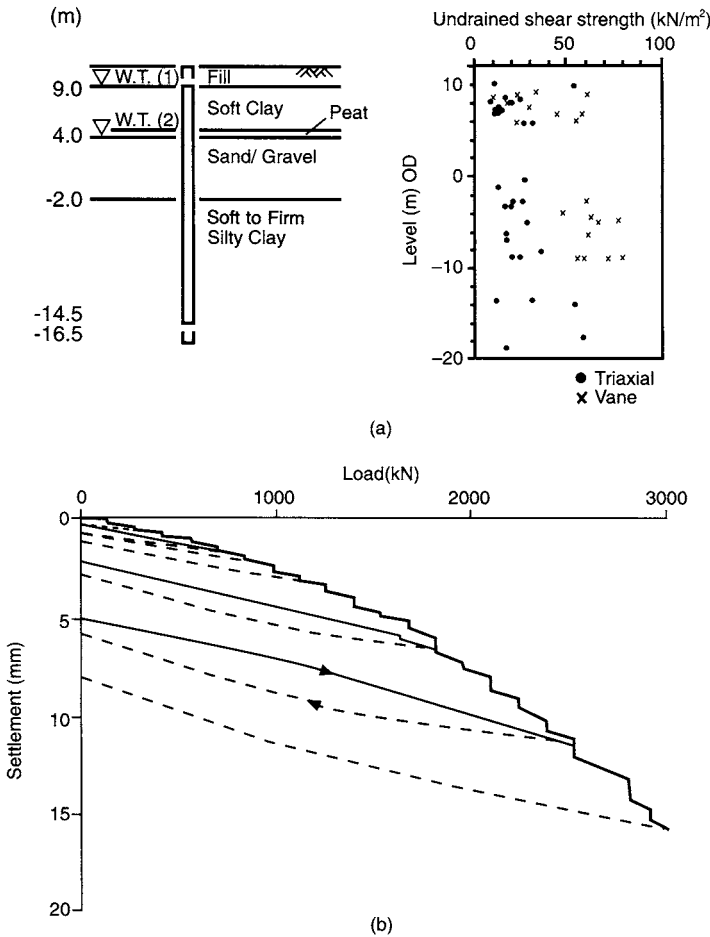 (m)
W.T. (1)
Fill
9.0
Soft Clay
W.T. (2)
Peat
4.0
Sand/ Gravel
-2.0
Soft to Firm
Silty Clay
-14.5
-16.5
Undrained shear strength (kN/m²)
0 50 100
10
0
−10
−20
Level (m) OD
● Triaxial
x Vane
(a)
Load(kN)
0 1000 2000 3000
0
5
10
15
20
Settlement (mm)
(b)